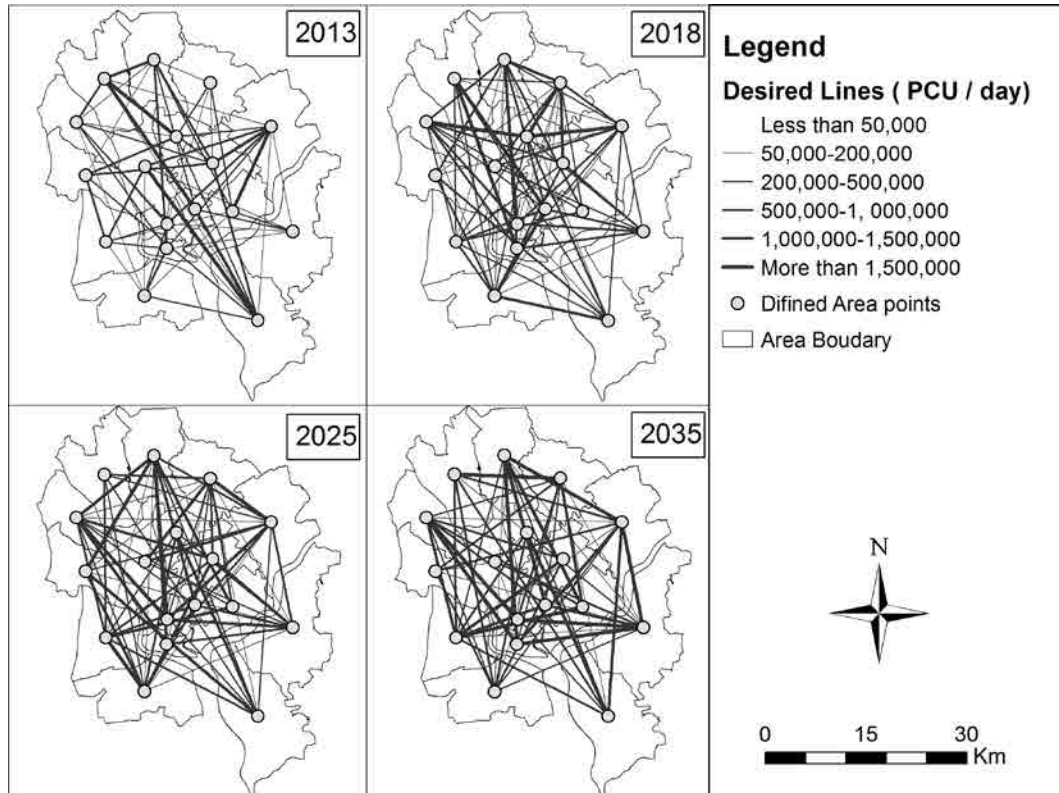 2013
2018
2025
2035
Legend
Desired Lines ( PCU / day)
Less than 50,000
50,000-200,000
200,000-500,000
500,000-1, 000,000
1,000,000-1,500,000
More than 1,500,000
Difined Area points
Area Boudary
N
0 15 30
Km